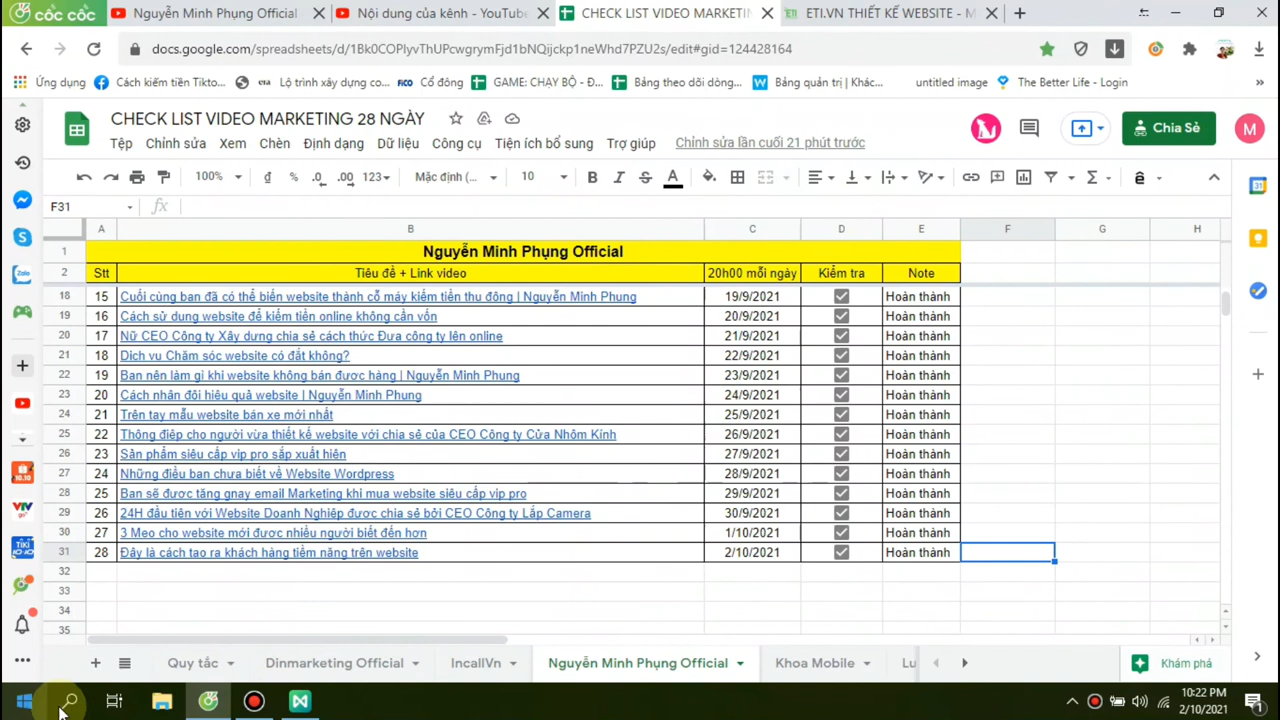 cốc cốc
Nguyễn Minh Phụng Official
Nội dung của kênh - YouTube
CHECK LIST VIDEO MARKETIN
ETI.VN THIẾT KẾ WEBSITE - M
docs.google.com/spreadsheets/d/1Bk0COPlyvThUPcwgrymFjd1bNQijckp1neWhd7PZU2s/edit#gid=124428164
Ứng dụng
Cách kiếm tiền Tikto...
Lộ trình xây dựng co...
FICO Cổ đông
GAME: CHẠY BỘ - Đ...
Bảng theo dõi dòng...
Bảng quản trị | Khác...
untitled image
The Better Life - Login
CHECK LIST VIDEO MARKETING 28 NGÀY
Chia Sẻ
M
Tệp Chỉnh sửa Xem Chèn Định dạng Dữ liệu Công cụ Tiện ích bổ sung Trợ giúp Chỉnh sửa lần cuối 21 phút trước
100% đ % .0 .00 123 Mặc định (... 10 B I S A
F31 fx
A B C D E F G H
1 Nguyễn Minh Phụng Official
2 Stt Tiêu đề + Link video 20h00 mỗi ngày Kiểm tra Note
18 15 Cuối cùng bạn đã có thể biến website thành cỗ máy kiếm tiền thụ động | Nguyễn Minh Phụng 19/9/2021 Hoàn thành
19 16 Cách sử dụng website để kiếm tiền online không cần vốn 20/9/2021 Hoàn thành
20 17 Nữ CEO Công ty Xây dựng chia sẻ cách thức Đưa công ty lên online 21/9/2021 Hoàn thành
21 18 Dịch vụ Chăm sóc website có đắt không? 22/9/2021 Hoàn thành
22 19 Bạn nên làm gì khi website không bán được hàng | Nguyễn Minh Phụng 23/9/2021 Hoàn thành
23 20 Cách nhân đôi hiệu quả website | Nguyễn Minh Phụng 24/9/2021 Hoàn thành
24 21 Trên tay mẫu website bán xe mới nhất 25/9/2021 Hoàn thành
25 22 Thông điệp cho người vừa thiết kế website với chia sẻ của CEO Công ty Cửa Nhôm Kính 26/9/2021 Hoàn thành
26 23 Sản phẩm siêu cấp vip pro sắp xuất hiện 27/9/2021 Hoàn thành
27 24 Những điều bạn chưa biết về Website Wordpress 28/9/2021 Hoàn thành
28 25 Bạn sẽ được tặng gnay email Marketing khi mua website siêu cấp vip pro 29/9/2021 Hoàn thành
29 26 24H đầu tiên với Website Doanh Nghiệp được chia sẻ bởi CEO Công ty Lắp Camera 30/9/2021 Hoàn thành
30 27 3 Mẹo cho website mới được nhiều người biết đến hơn 1/10/2021 Hoàn thành
31 28 Đây là cách tạo ra khách hàng tiềm năng trên website 2/10/2021 Hoàn thành
32
33
34
35
Quy tắc
Dinmarketing Official
IncallVn
Nguyễn Minh Phụng Official
Khoa Mobile
Lu
Khám phá
10:22 PM
2/10/2021